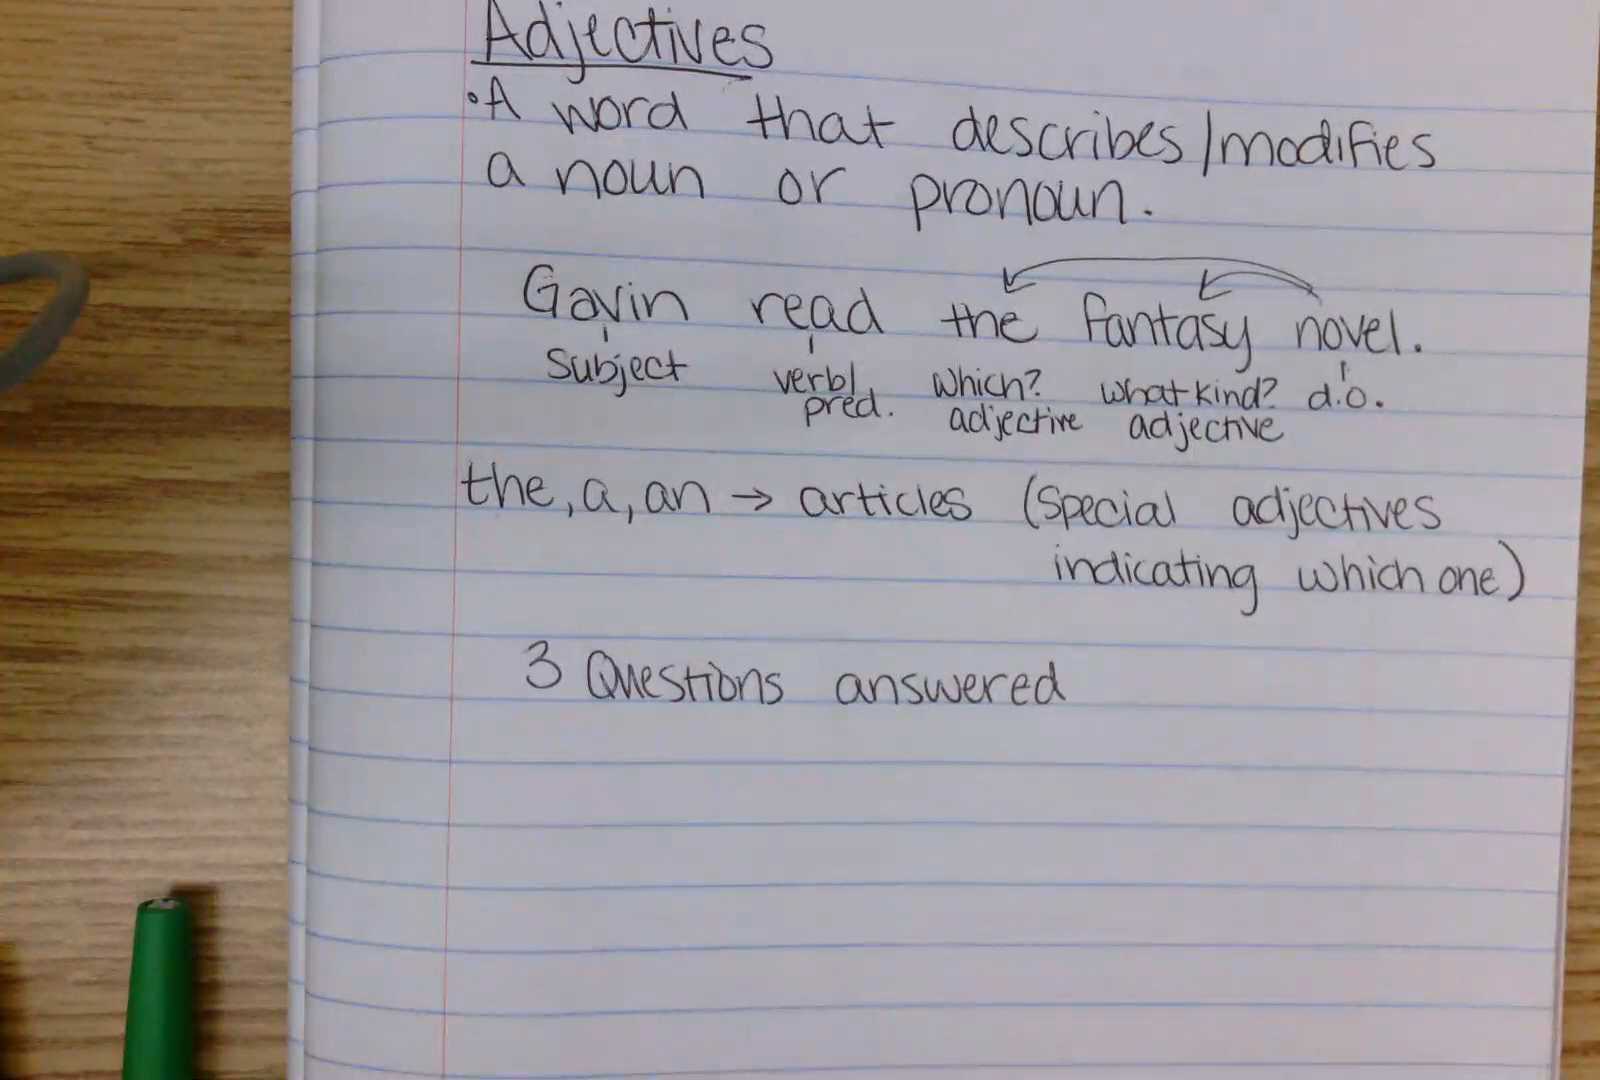 Adjectives
•A word that describes/modifies
a noun or pronoun.
Gavin read the fantasy novel.
subject verb/ which? what kind? d.o.
pred. adjective adjective
the, a, an → articles (special adjectives
indicating which one)
3 Questions answered